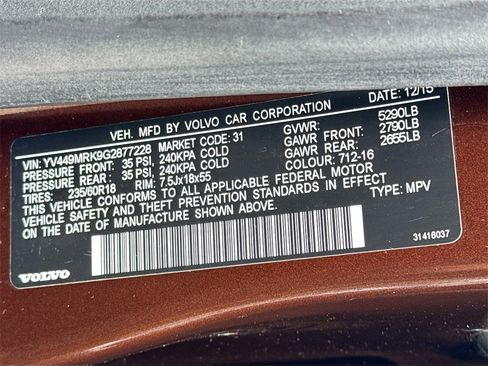 VEH. MFD BY VOLVO CAR CORPORATION DATE: 12/15
VIN: YV449MRK9G2877228 MARKET CODE: 31 GVWR: 5290LB
PRESSURE FRONT: 35 PSI, 240KPA COLD GAWR FRONT: 2790LB
PRESSURE REAR: 35 PSI, 240KPA COLD GAWR REAR: 2655LB
TIRES: 235/60R18 RIM: 7.5Jx18x55 COLOUR: 712-16
THIS VEHICLE CONFORMS TO ALL APPLICABLE FEDERAL MOTOR
VEHICLE SAFETY AND THEFT PREVENTION STANDARDS IN EFFECT
ON THE DATE OF MANUFACTURE SHOWN ABOVE. TYPE: MPV
VOLVO
31416037